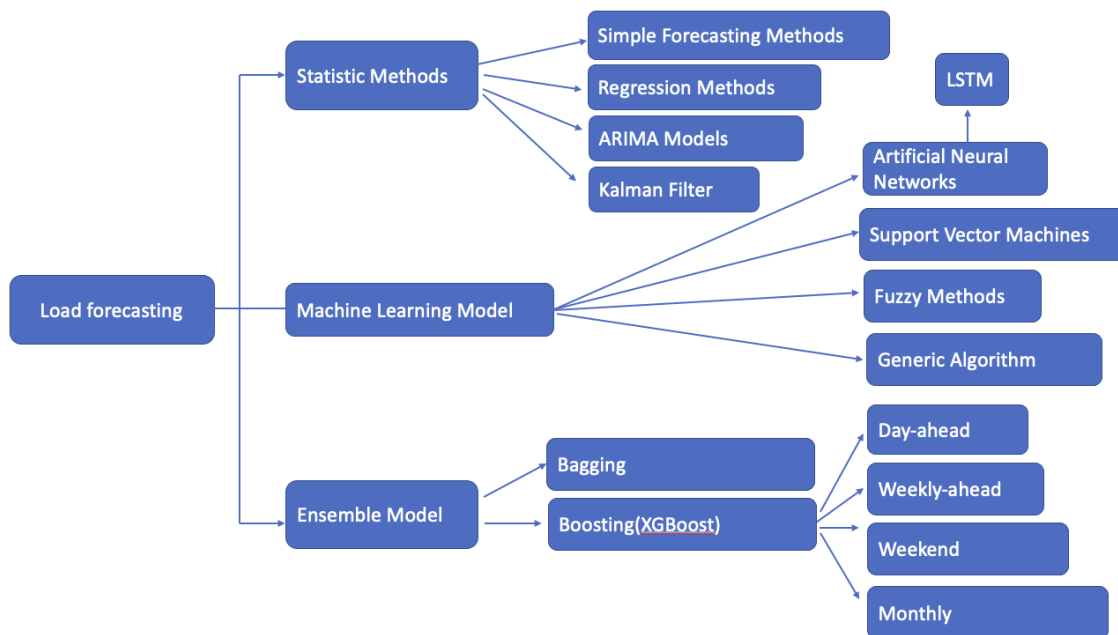 Simple Forecasting Methods
Statistic Methods
LSTM
Regression Methods
ARIMA Models
Artificial Neural
Networks
Kalman Filter
Support Vector Machines
Load forecasting
Machine Learning Model
Fuzzy Methods
Generic Algorithm
Day-ahead
Bagging
Weekly-ahead
Ensemble Model
Boosting(XGBoost)
Weekend
Monthly